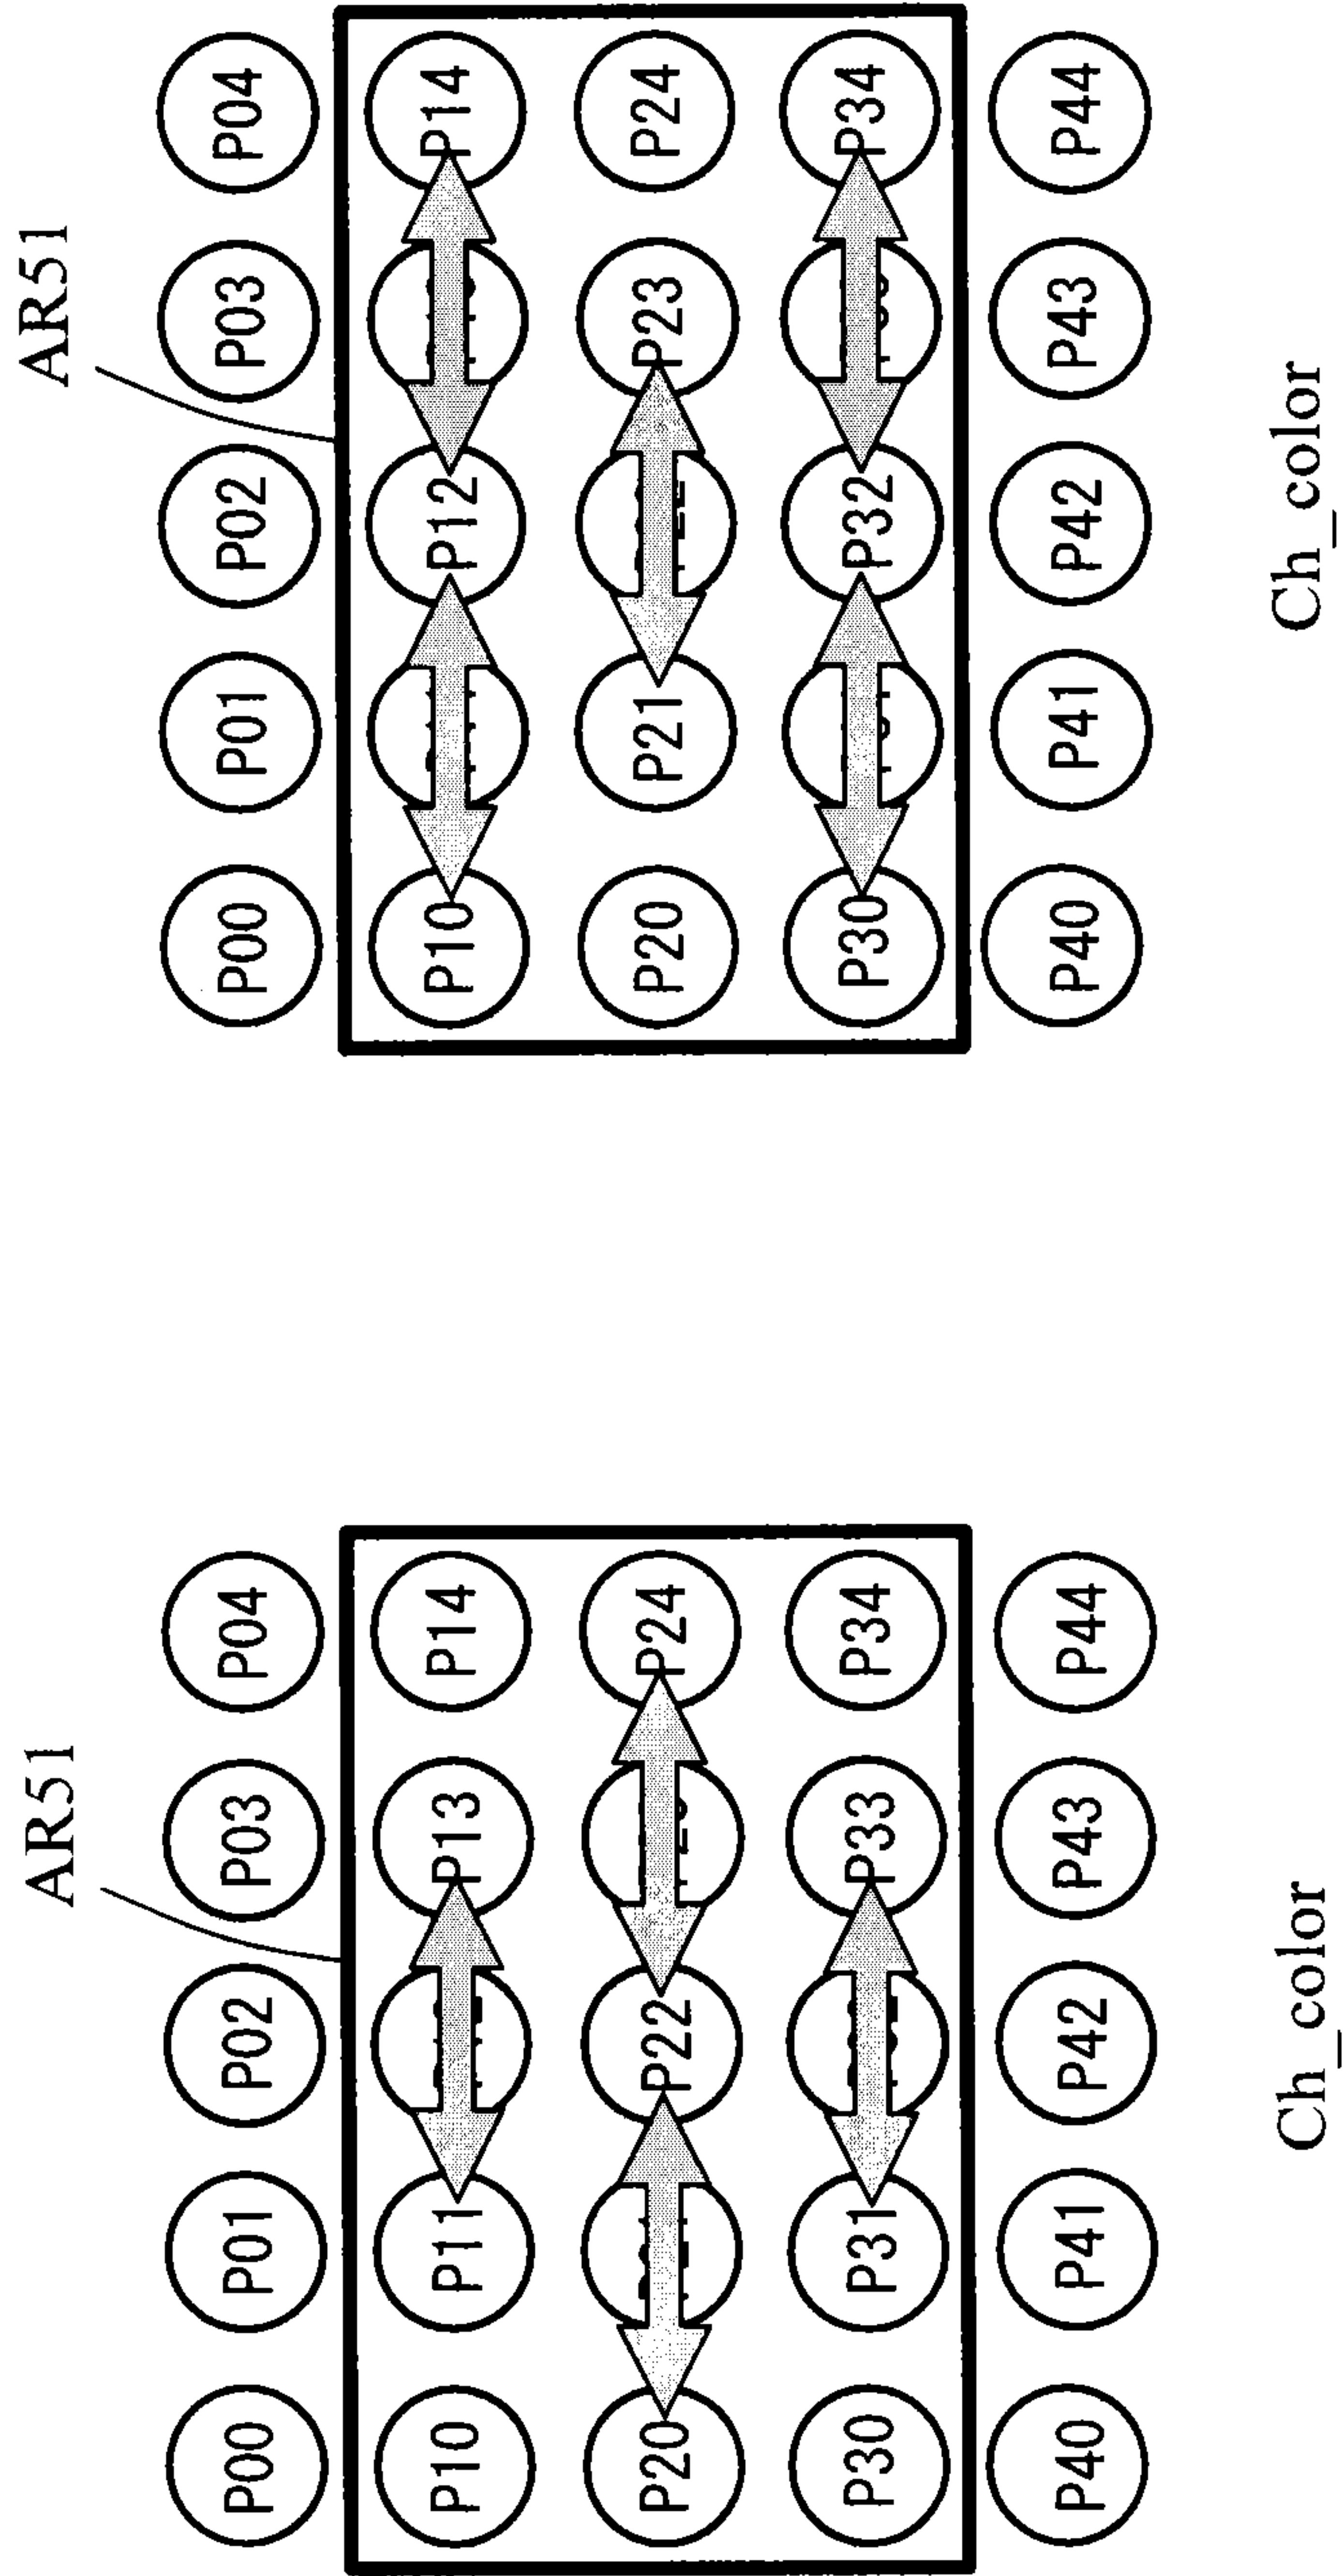 AR51
P00 P01 P02 P03 P04
P10 P11 P13 P14
P20 P22 P24
P30 P31 P33 P34
P40 P41 P42 P43 P44
Ch_color
AR51
P00 P01 P02 P03 P04
P10 P12 P14
P20 P21 P23 P24
P30 P32 P34
P40 P41 P42 P43 P44
Ch_color